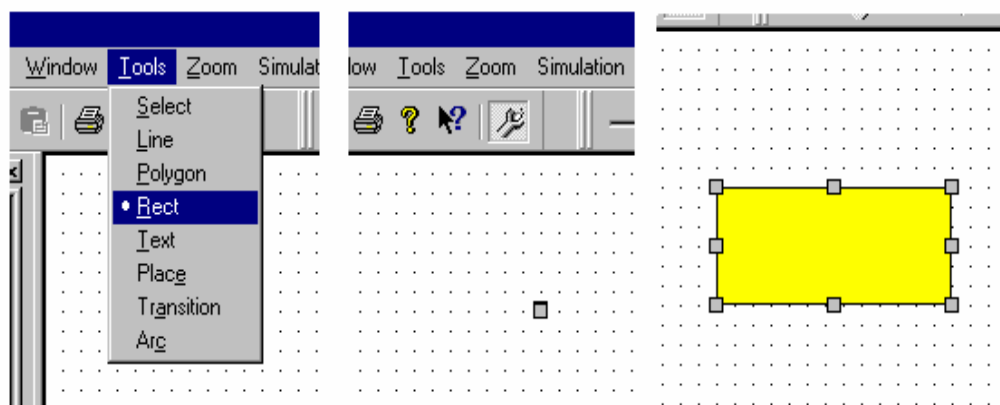 Window Tools Zoom Simulat
Select
Line
Polygon
Rect
Text
Place
Transition
Arc
low Tools Zoom Simulation